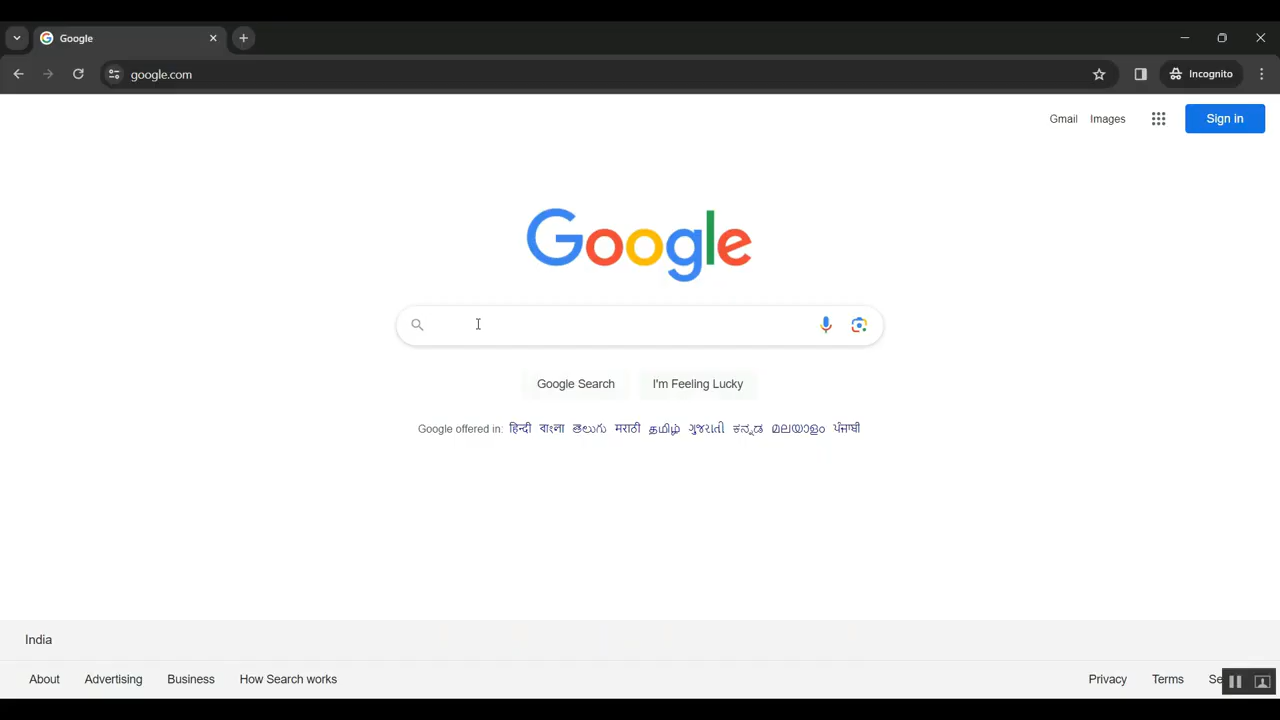 Google
google.com
Incognito
Gmail Images Sign in
Google
Google Search I'm Feeling Lucky
Google offered in: हिन्दी বাংলা తెలుగు मराठी தமிழ் ગુજરાતી ಕನ್ನಡ മലയാളം ਪੰਜਾਬੀ
India
About Advertising Business How Search works Privacy Terms Se